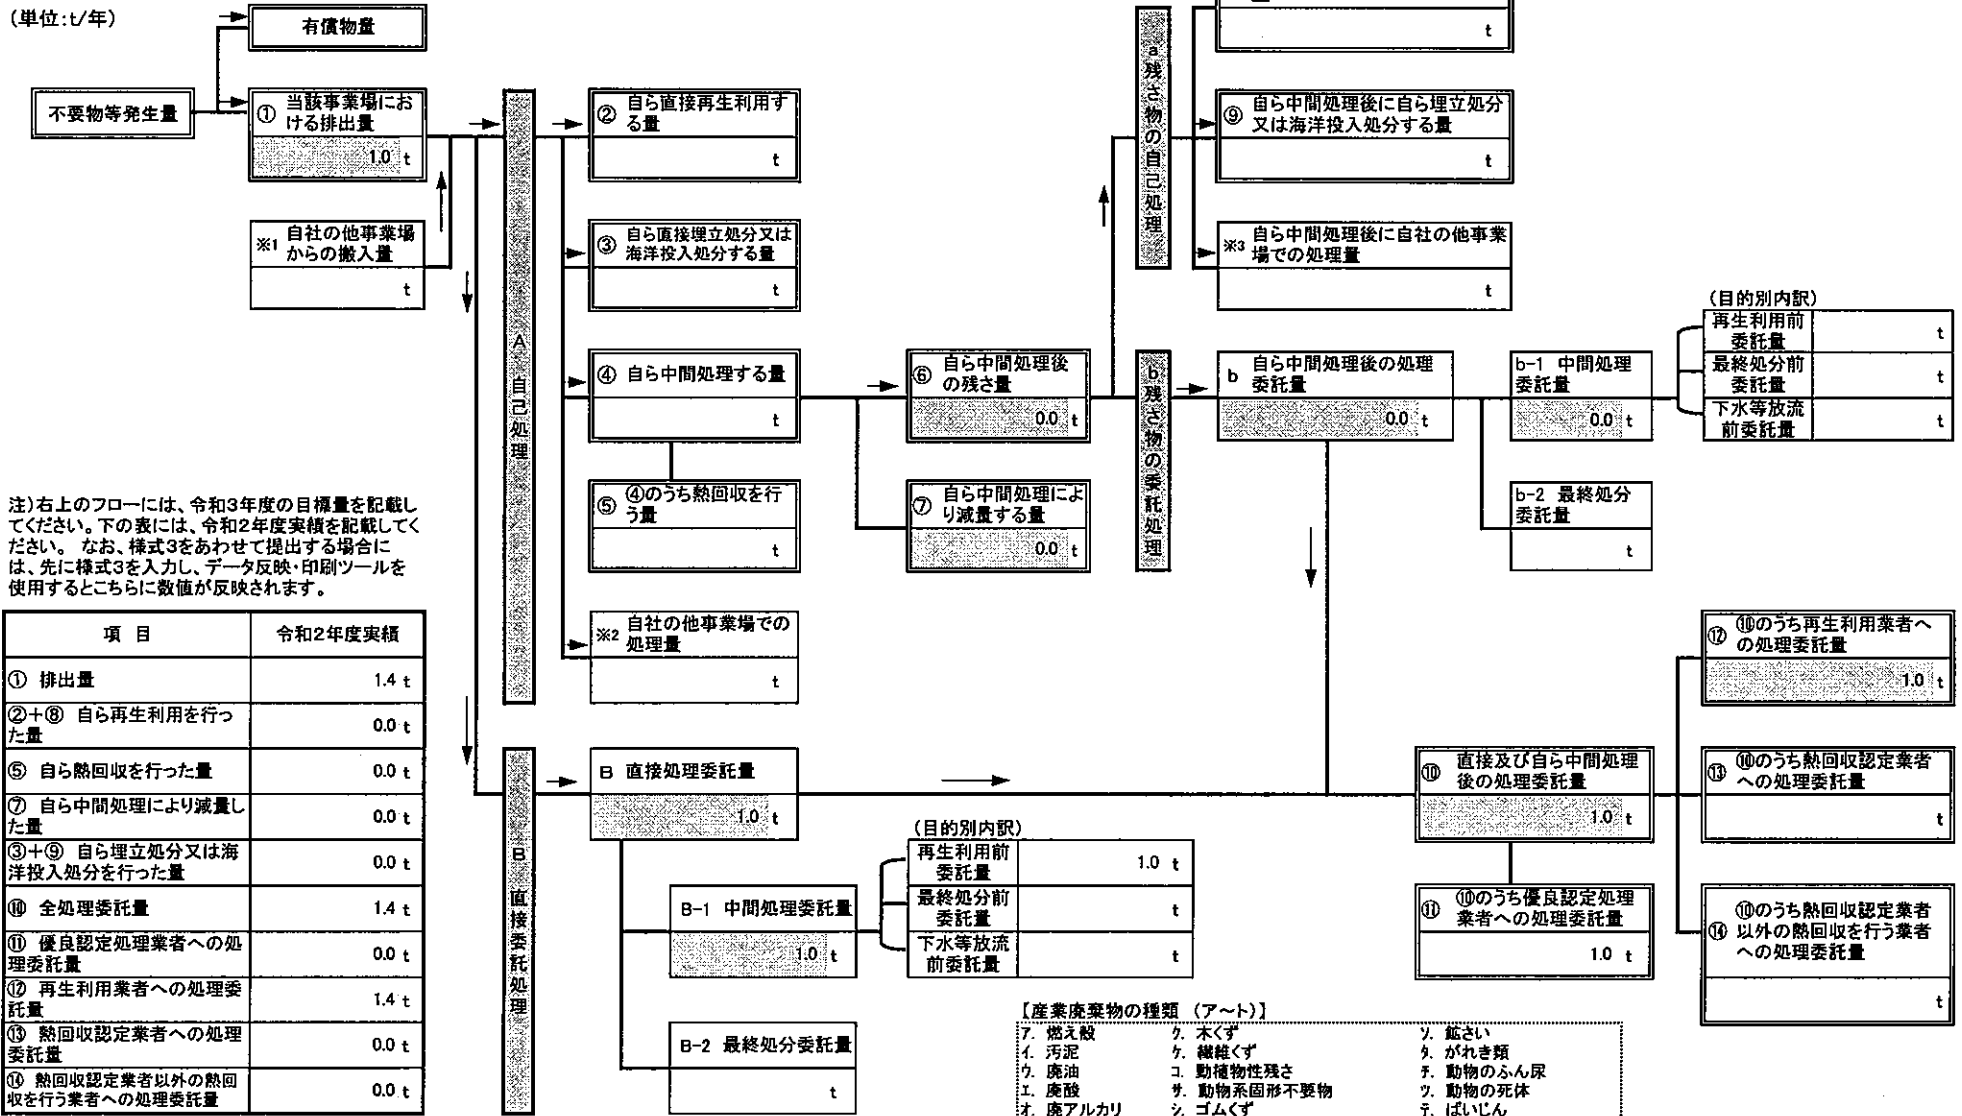 (単位:t/年)
有償物量
不要物等発生量
① 当該事業場にお
ける排出量
1.0 t
※1 自社の他事業場
からの搬入量
t
A 自己処理
② 自ら直接再生利用す
る量
t
③ 自ら直接埋立処分又は
海洋投入処分する量
t
④ 自ら中間処理する量
t
⑤ ④のうち熱回収を行
う量
t
※2 自社の他事業場での
処理量
t
⑥ 自ら中間処理後
の残さ量
0.0 t
⑦ 自ら中間処理によ
り減量する量
0.0 t
a 残さ物の自己処理
t
⑨ 自ら中間処理後に自ら埋立処分
又は海洋投入処分する量
t
※3 自ら中間処理後に自社の他事業
場での処理量
t
b 残さ物の委託処理
b 自ら中間処理後の処理
委託量
0.0 t
b-1 中間処理
委託量
0.0 t
(目的別内訳)
再生利用前
委託量
t
最終処分前
委託量
t
下水等放流
前委託量
t
b-2 最終処分
委託量
t
注)右上のフローには、令和3年度の目標量を記載し
てください。下の表には、令和2年度実績を記載してく
ださい。 なお、様式3をあわせて提出する場合に
は、先に様式3を入力し、データ反映・印刷ツールを
使用するとこちらに数値が反映されます。
項 目 令和2年度実績
① 排出量 1.4 t
②+⑧ 自ら再生利用を行っ
た量 0.0 t
⑤ 自ら熱回収を行った量 0.0 t
⑦ 自ら中間処理により減量し
た量 0.0 t
③+⑨ 自ら埋立処分又は海
洋投入処分を行った量 0.0 t
⑩ 全処理委託量 1.4 t
⑪ 優良認定処理業者への処
理委託量 0.0 t
⑫ 再生利用業者への処理委
託量 1.4 t
⑬ 熱回収認定業者への処理
委託量 0.0 t
⑭ 熱回収認定業者以外の熱回
収を行う業者への処理委託量 0.0 t
B 直接委託処理
B 直接処理委託量
1.0 t
B-1 中間処理委託量
1.0 t
(目的別内訳)
再生利用前
委託量
1.0 t
最終処分前
委託量
t
下水等放流
前委託量
t
B-2 最終処分委託量
t
⑩ 直接及び自ら中間処理
後の処理委託量
1.0 t
⑪ ⑩のうち優良認定処理
業者への処理委託量
1.0 t
⑫ ⑩のうち再生利用業者へ
の処理委託量
1.0 t
⑬ ⑩のうち熱回収認定業者
への処理委託量
t
⑭ ⑩のうち熱回収認定業者
以外の熱回収を行う業者
への処理委託量
t
【産業廃棄物の種類 (ア〜ト)】
ア. 燃え殻 ク. 木くず ソ. 鉱さい
イ. 汚泥 ケ. 繊維くず タ. がれき類
ウ. 廃油 コ. 動植物性残さ チ. 動物のふん尿
エ. 廃酸 サ. 動物系固形不要物 ツ. 動物の死体
オ. 廃アルカリ シ. ゴムくず テ. ばいじん